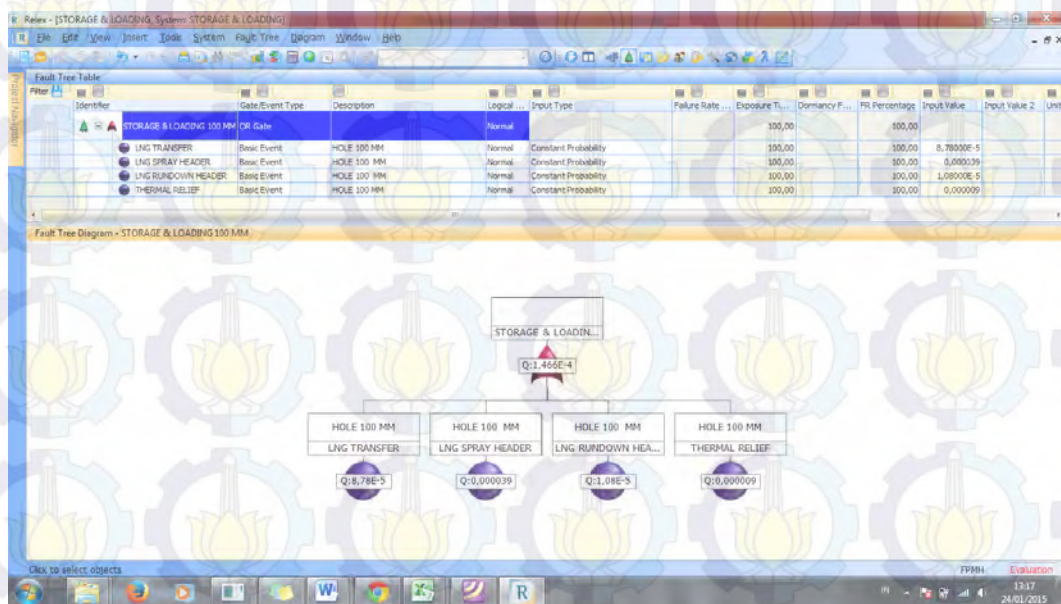 Relex - [STORAGE & LOADING, System: STORAGE & LOADING]
File Edit View Insert Tools System Fault Tree Diagram Window Help
Project Navigator
Fault Tree Table
Filter
Identifier Gate/Event Type Description Logical ... Input Type Failure Rate ... Exposure Ti... Dormancy F... FR Percentage Input Value Input Value 2 Unit
STORAGE & LOADING 100 MM OR Gate Normal 100,00 100,00
LNG TRANSFER Basic Event HOLE 100 MM Normal Constant Probability 100,00 100,00 8,78000E-5
LNG SPRAY HEADER Basic Event HOLE 100 MM Normal Constant Probability 100,00 100,00 0,000039
LNG RUNDOWN HEADER Basic Event HOLE 100 MM Normal Constant Probability 100,00 100,00 1,08000E-5
THERMAL RELIEF Basic Event HOLE 100 MM Normal Constant Probability 100,00 100,00 0,000009
Fault Tree Diagram - STORAGE & LOADING 100 MM
STORAGE & LOADIN...
Q:1,466E-4
HOLE 100 MM HOLE 100 MM HOLE 100 MM HOLE 100 MM
LNG TRANSFER LNG SPRAY HEADER LNG RUNDOWN HEA... THERMAL RELIEF
Q:8,78E-5 Q:0,000039 Q:1,08E-5 Q:0,000009
Click to select objects FPMH Evaluation
IN 13:17
24/01/2015